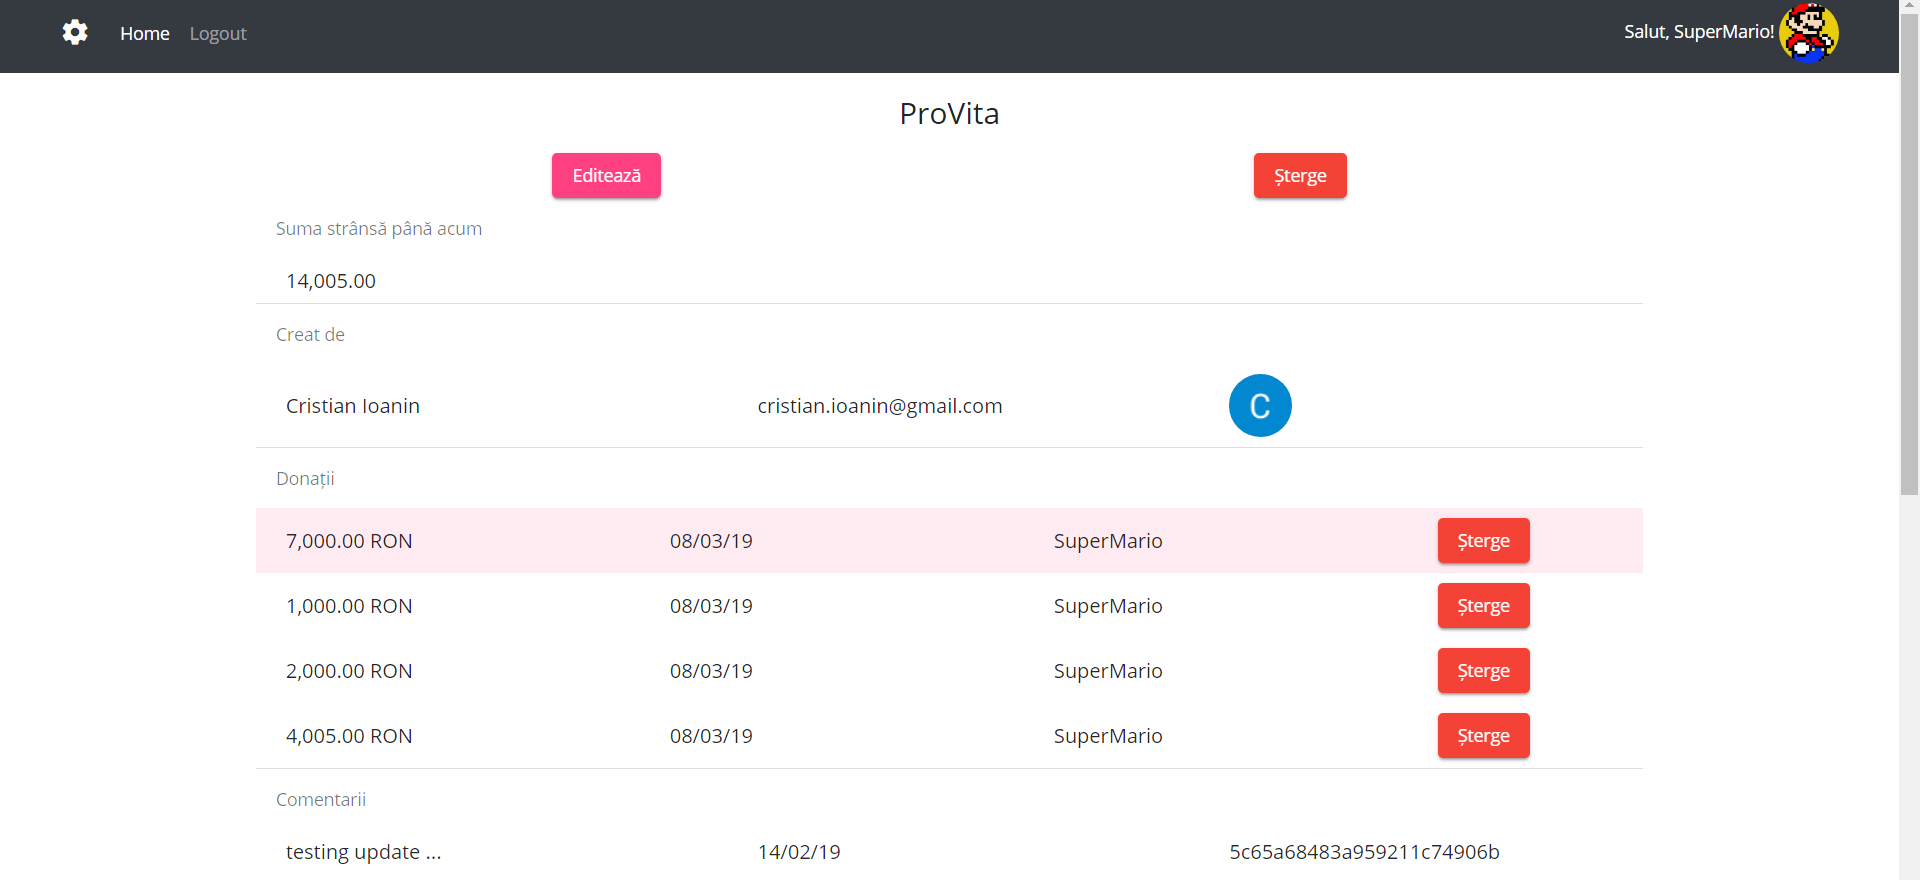 Home Logout Salut, SuperMario!
ProVita
Editează Șterge
Suma strânsă până acum
14,005.00
Creat de
Cristian Ioanin cristian.ioanin@gmail.com C
Donații
7,000.00 RON 08/03/19 SuperMario Șterge
1,000.00 RON 08/03/19 SuperMario Șterge
2,000.00 RON 08/03/19 SuperMario Șterge
4,005.00 RON 08/03/19 SuperMario Șterge
Comentarii
testing update ... 14/02/19 5c65a68483a959211c74906b